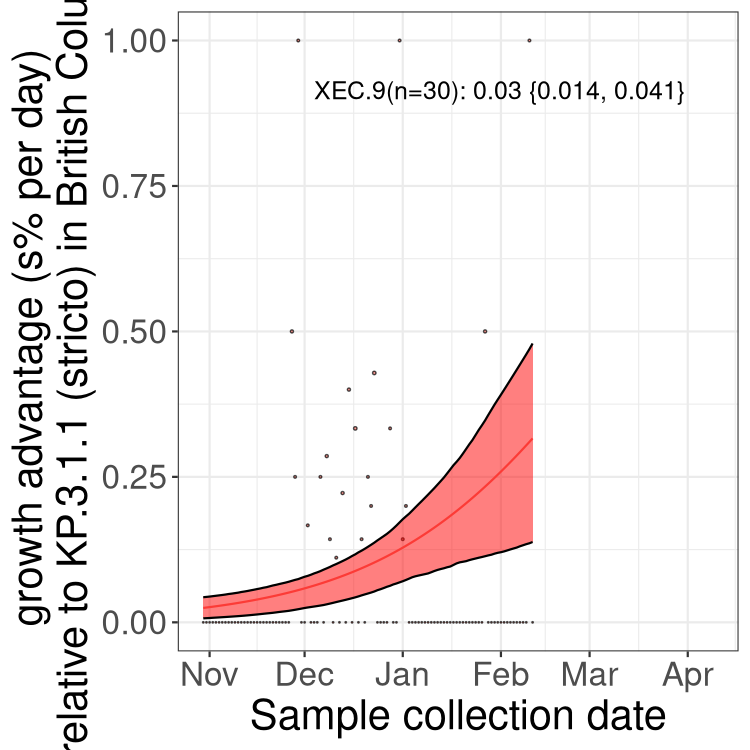 growth advantage (s% per day)
relative to KP.3.1.1 (stricto) in British Colu
1.00
0.75
0.50
0.25
0.00
XEC.9(n=30): 0.03 {0.014, 0.041}
Nov Dec Jan Feb Mar Apr
Sample collection date